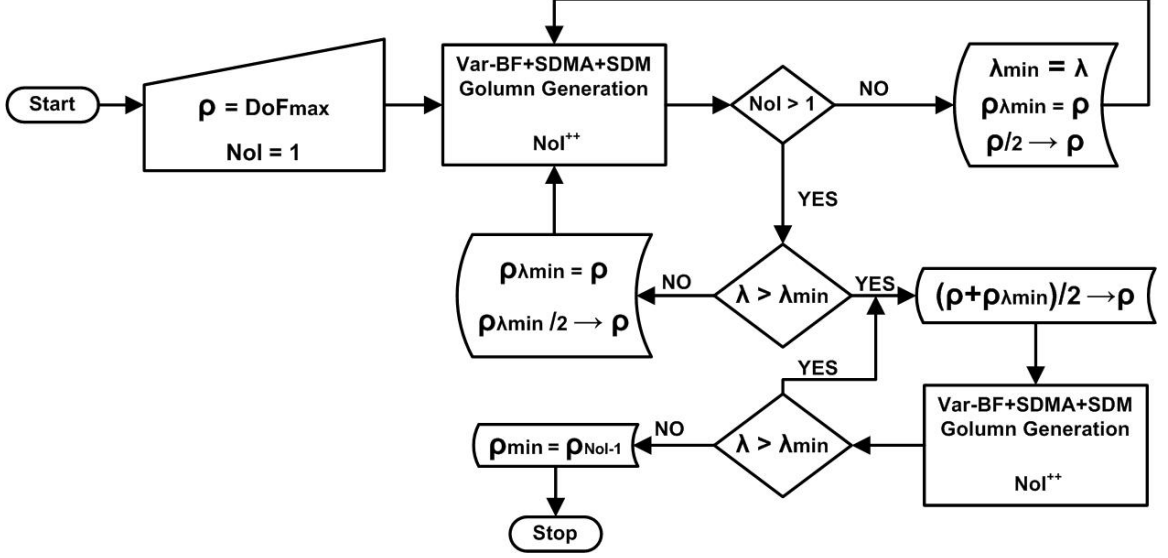 Start
ρ = DoFmax
NoI = 1
Var-BF+SDMA+SDM
Golumn Generation
NoI++
NoI > 1
NO
λmin = λ
ρλmin = ρ
ρ/2 → ρ
YES
λ > λmin
NO
ρλmin = ρ
ρλmin /2 → ρ
YES
(ρ+ρλmin)/2 → ρ
Var-BF+SDMA+SDM
Golumn Generation
NoI++
λ > λmin
YES
NO
ρmin = ρNoI-1
Stop